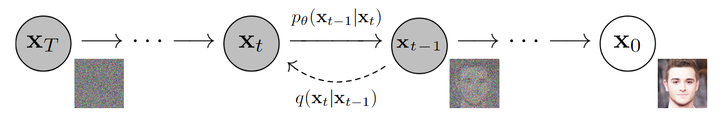 p_θ(x_{t−1}|x_t)
x_T ⟶ ··· ⟶ x_t ⟶ x_{t−1} ⟶ ··· ⟶ x_0
q(x_t|x_{t−1})